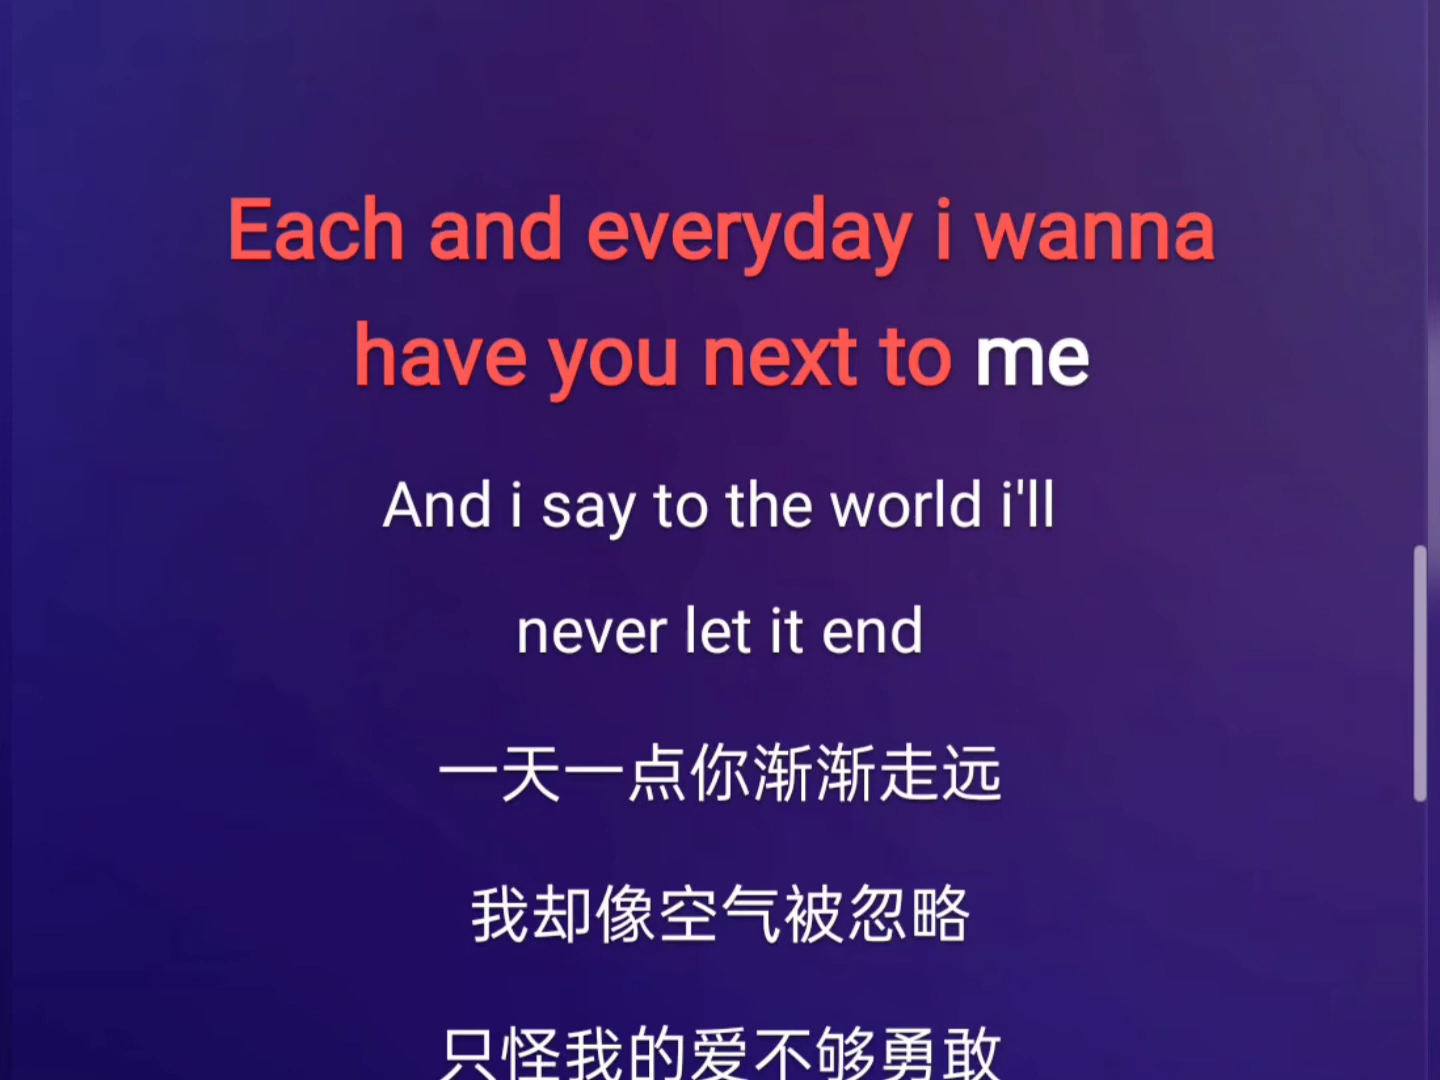 Each and everyday i wanna
have you next to me
And i say to the world i'll
never let it end
一天一点你渐渐走远
我却像空气被忽略
只怪我的爱不够勇敢